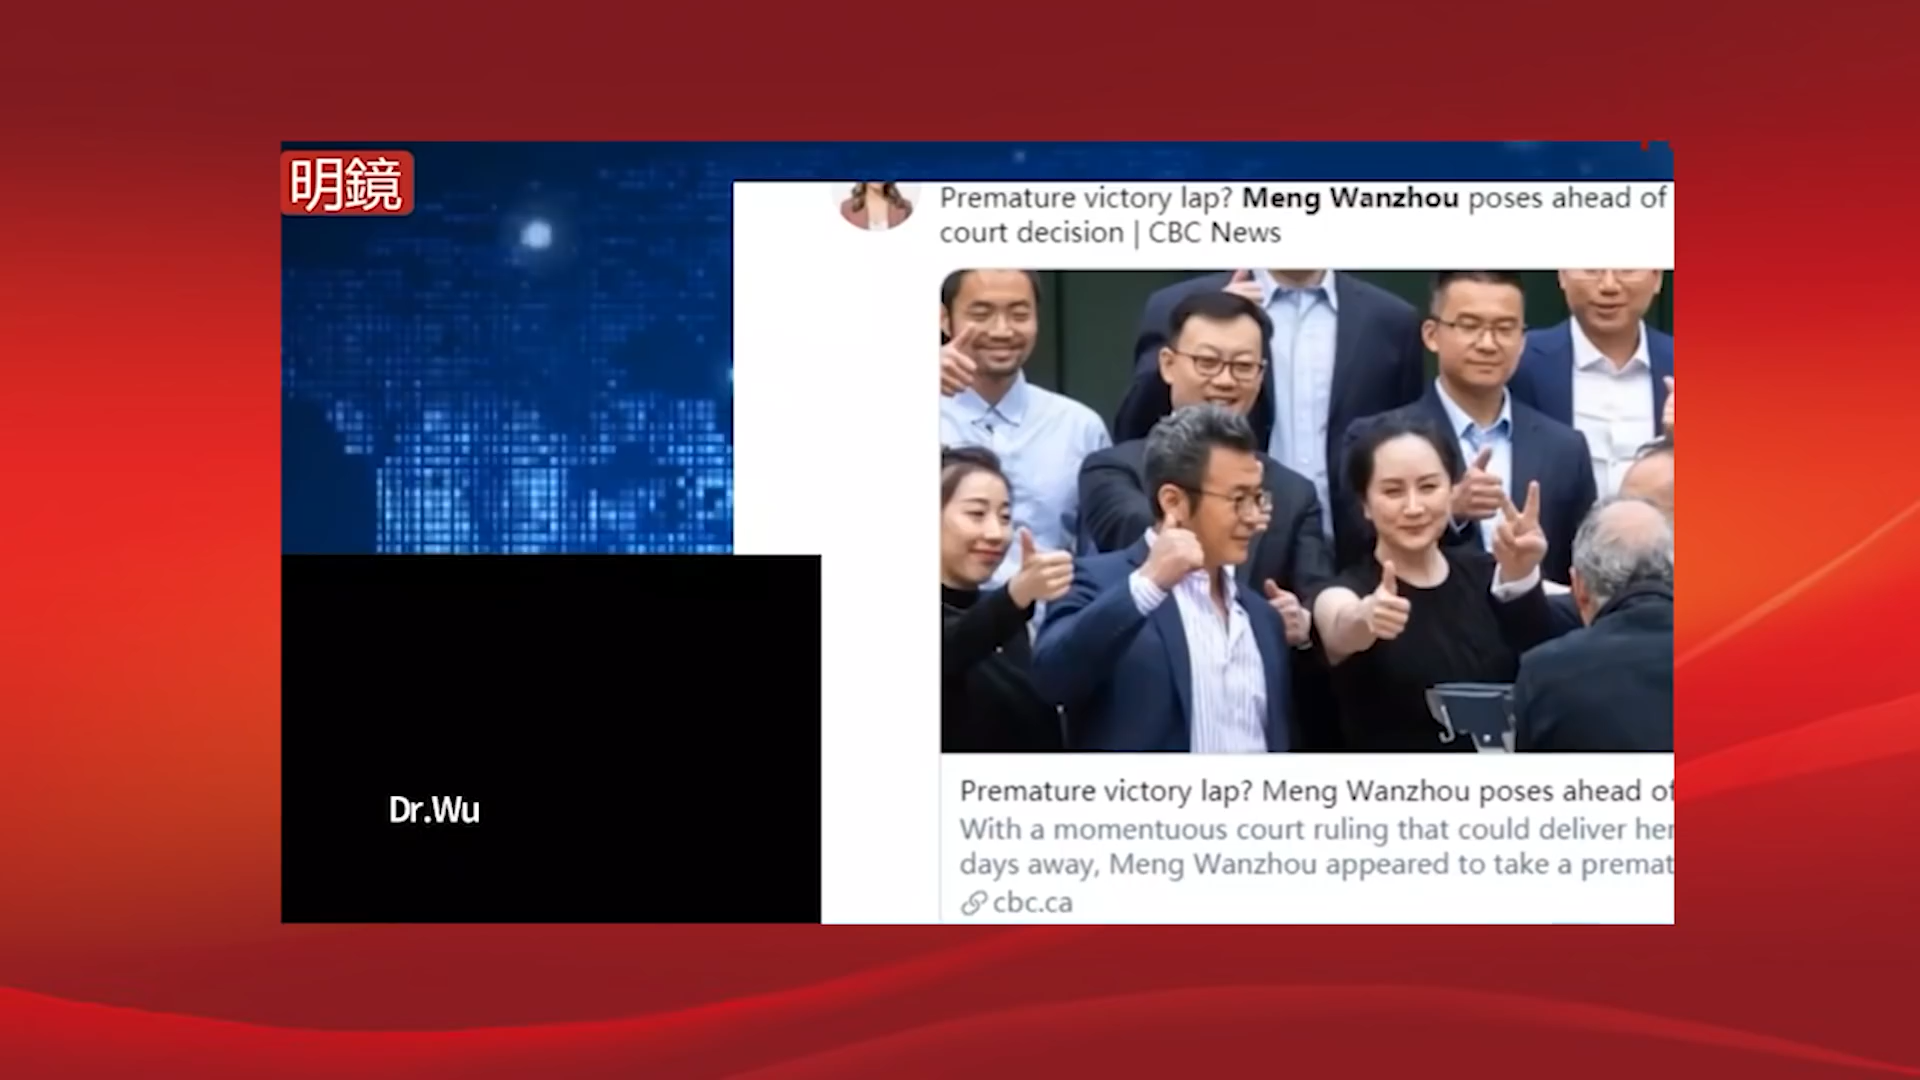 明鏡
Premature victory lap? Meng Wanzhou poses ahead of
court decision | CBC News
Dr.Wu
Premature victory lap? Meng Wanzhou poses ahead of
With a momentuous court ruling that could deliver her
days away, Meng Wanzhou appeared to take a premat
cbc.ca